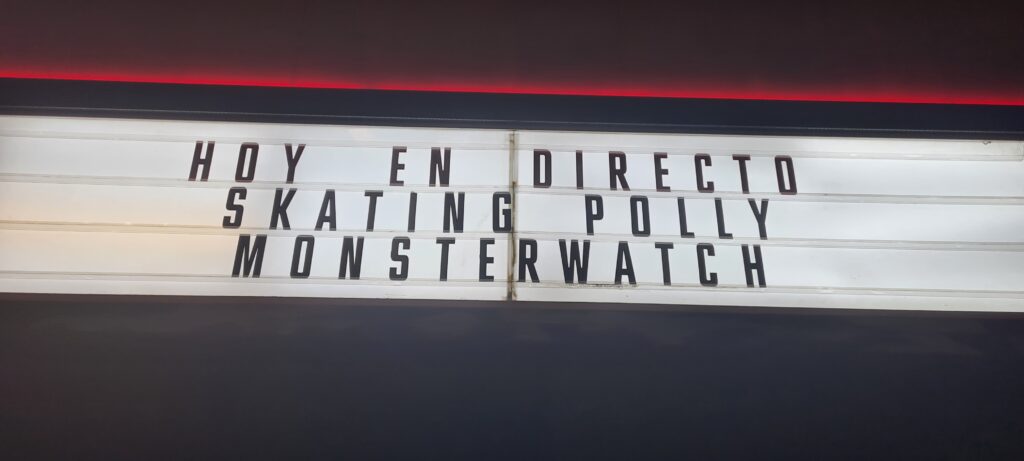 HOY EN DIRECTO
SKATING POLLY
MONSTERWATCH